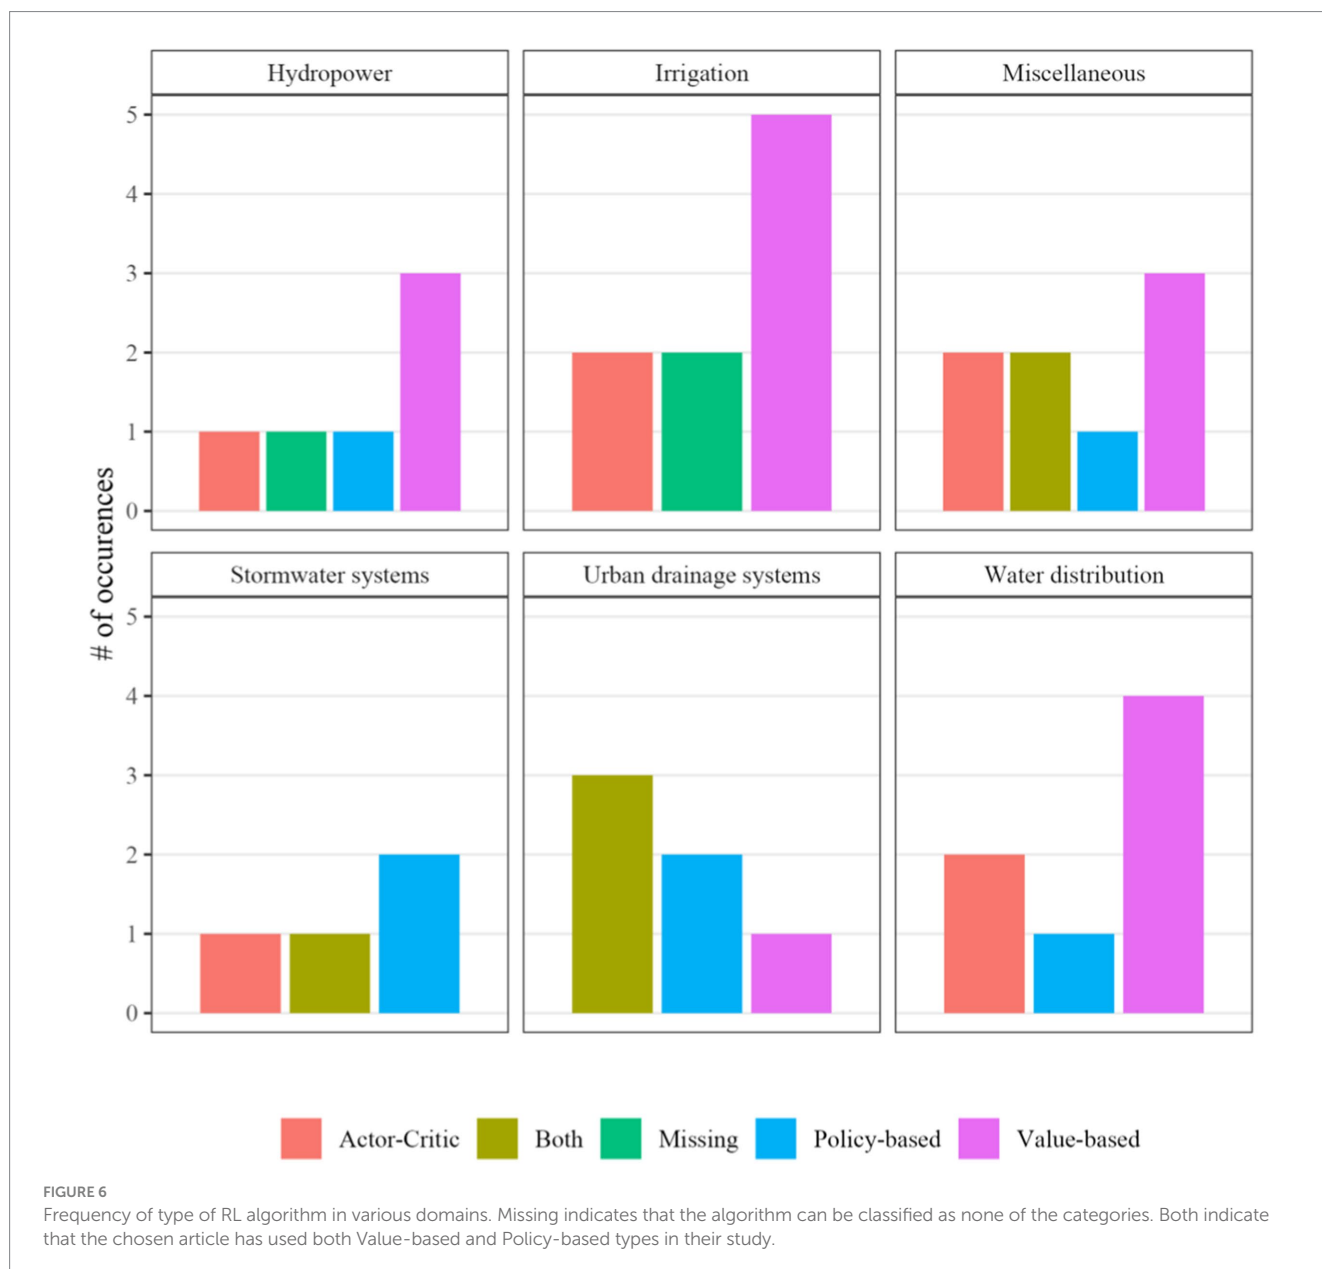 Hydropower
Irrigation
Miscellaneous
5
4
3
2
1
0
# of occurences
Stormwater systems
Urban drainage systems
Water distribution
5
4
3
2
1
0
Actor-Critic
Both
Missing
Policy-based
Value-based
FIGURE 6
Frequency of type of RL algorithm in various domains. Missing indicates that the algorithm can be classified as none of the categories. Both indicate
that the chosen article has used both Value-based and Policy-based types in their study.